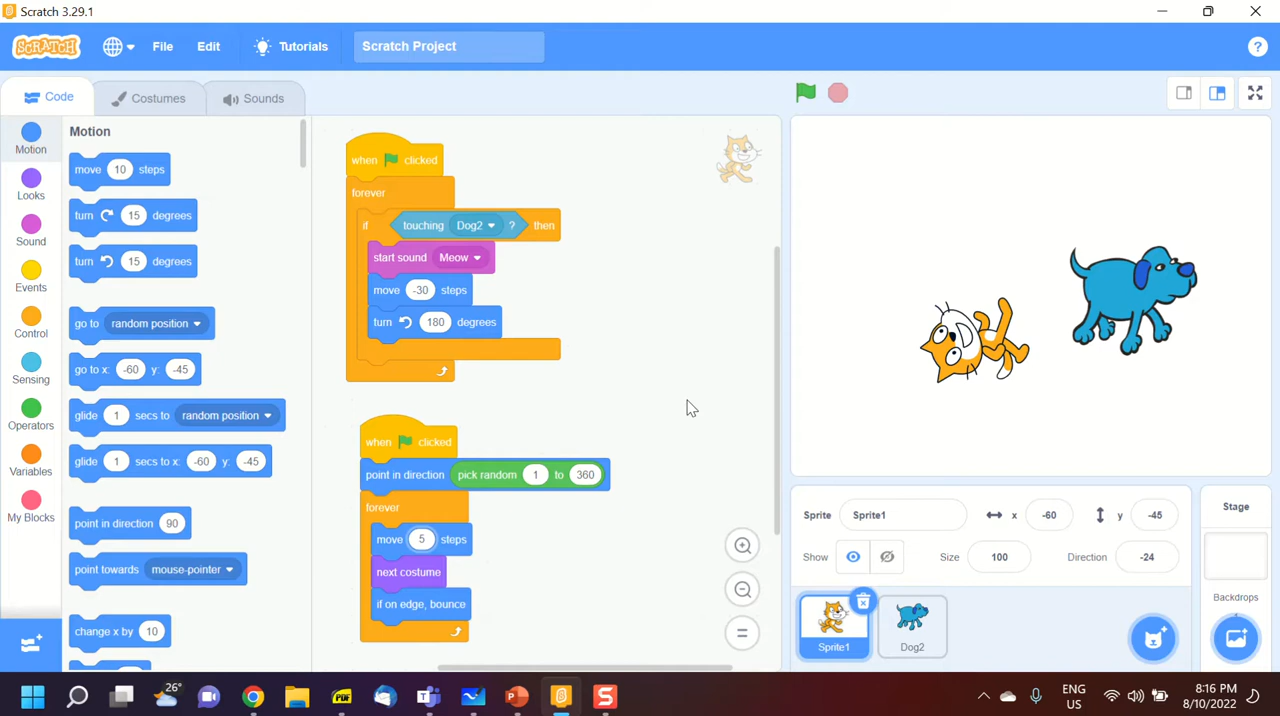 Scratch 3.29.1
SCRATCH File Edit Tutorials Scratch Project ?
Code Costumes Sounds
Motion
Looks
Sound
Events
Control
Sensing
Operators
Variables
My Blocks
Motion
move 10 steps
turn 15 degrees
turn 15 degrees
go to random position
go to x: -60 y: -45
glide 1 secs to random position
glide 1 secs to x: -60 y: -45
point in direction 90
point towards mouse-pointer
change x by 10
when clicked
forever
if touching Dog2 ? then
start sound Meow
move -30 steps
turn 180 degrees
when clicked
point in direction pick random 1 to 360
forever
move 5 steps
next costume
if on edge, bounce
Sprite Sprite1 x -60 y -45
Show Size 100 Direction -24
Sprite1
Dog2
Stage
Backdrops
26°
PDF
S
ENG
US
8:16 PM
8/10/2022